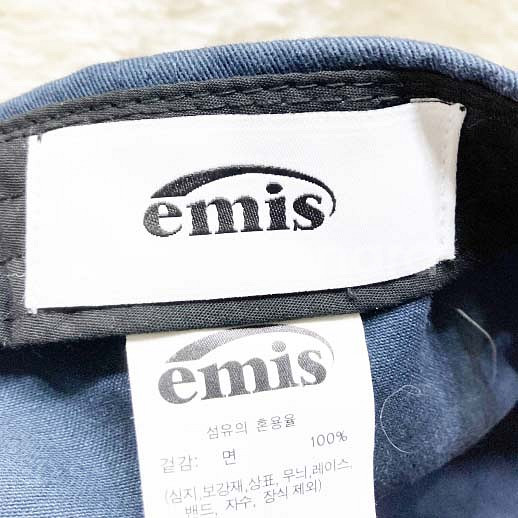 emis
emis
섬유의 혼용율
겉감: 면 100%
(심지,보강재,상표, 무늬,레이스,
밴드, 자수, 장식 제외)